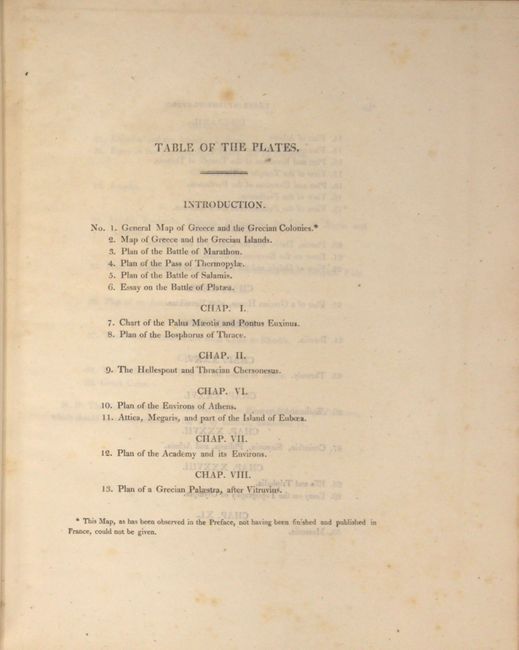 TABLE OF THE PLATES.
INTRODUCTION.
No. 1. General Map of Greece and the Grecian Colonies.*
2. Map of Greece and the Grecian Islands.
3. Plan of the Battle of Marathon.
4. Plan of the Pass of Thermopylæ.
5. Plan of the Battle of Salamis.
6. Essay on the Battle of Platæa.
CHAP. I.
7. Chart of the Palus Mæotis and Pontus Euxinus.
8. Plan of the Bosphorus of Thrace.
CHAP. II.
9. The Hellespont and Thracian Chersonesus.
CHAP. VI.
10. Plan of the Environs of Athens.
11. Attica, Megaris, and part of the Island of Eubœa.
CHAP. VII.
12. Plan of the Academy and its Environs.
CHAP. VIII.
13. Plan of a Grecian Palæstra, after Vitruvius.
* This Map, as has been observed in the Preface, not having been finished and published in
France, could not be given.